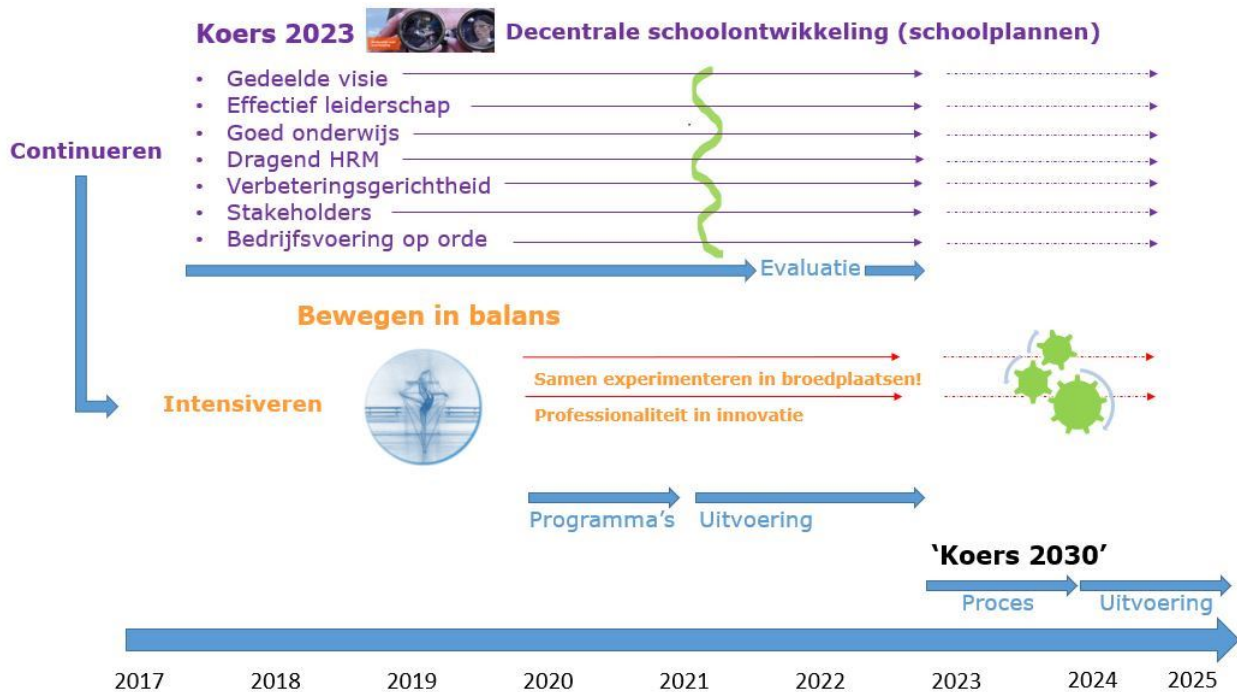 Koers 2023
Decentrale schoolontwikkeling (schoolplannen)
• Gedeelde visie
• Effectief leiderschap
• Goed onderwijs
• Dragend HRM
• Verbeteringsgerichtheid
• Stakeholders
• Bedrijfsvoering op orde
Continueren
Evaluatie
Bewegen in balans
Intensiveren
Samen experimenteren in broedplaatsen!
Professionaliteit in innovatie
Programma's
Uitvoering
‘Koers 2030’
Proces
Uitvoering
2017
2018
2019
2020
2021
2022
2023
2024
2025